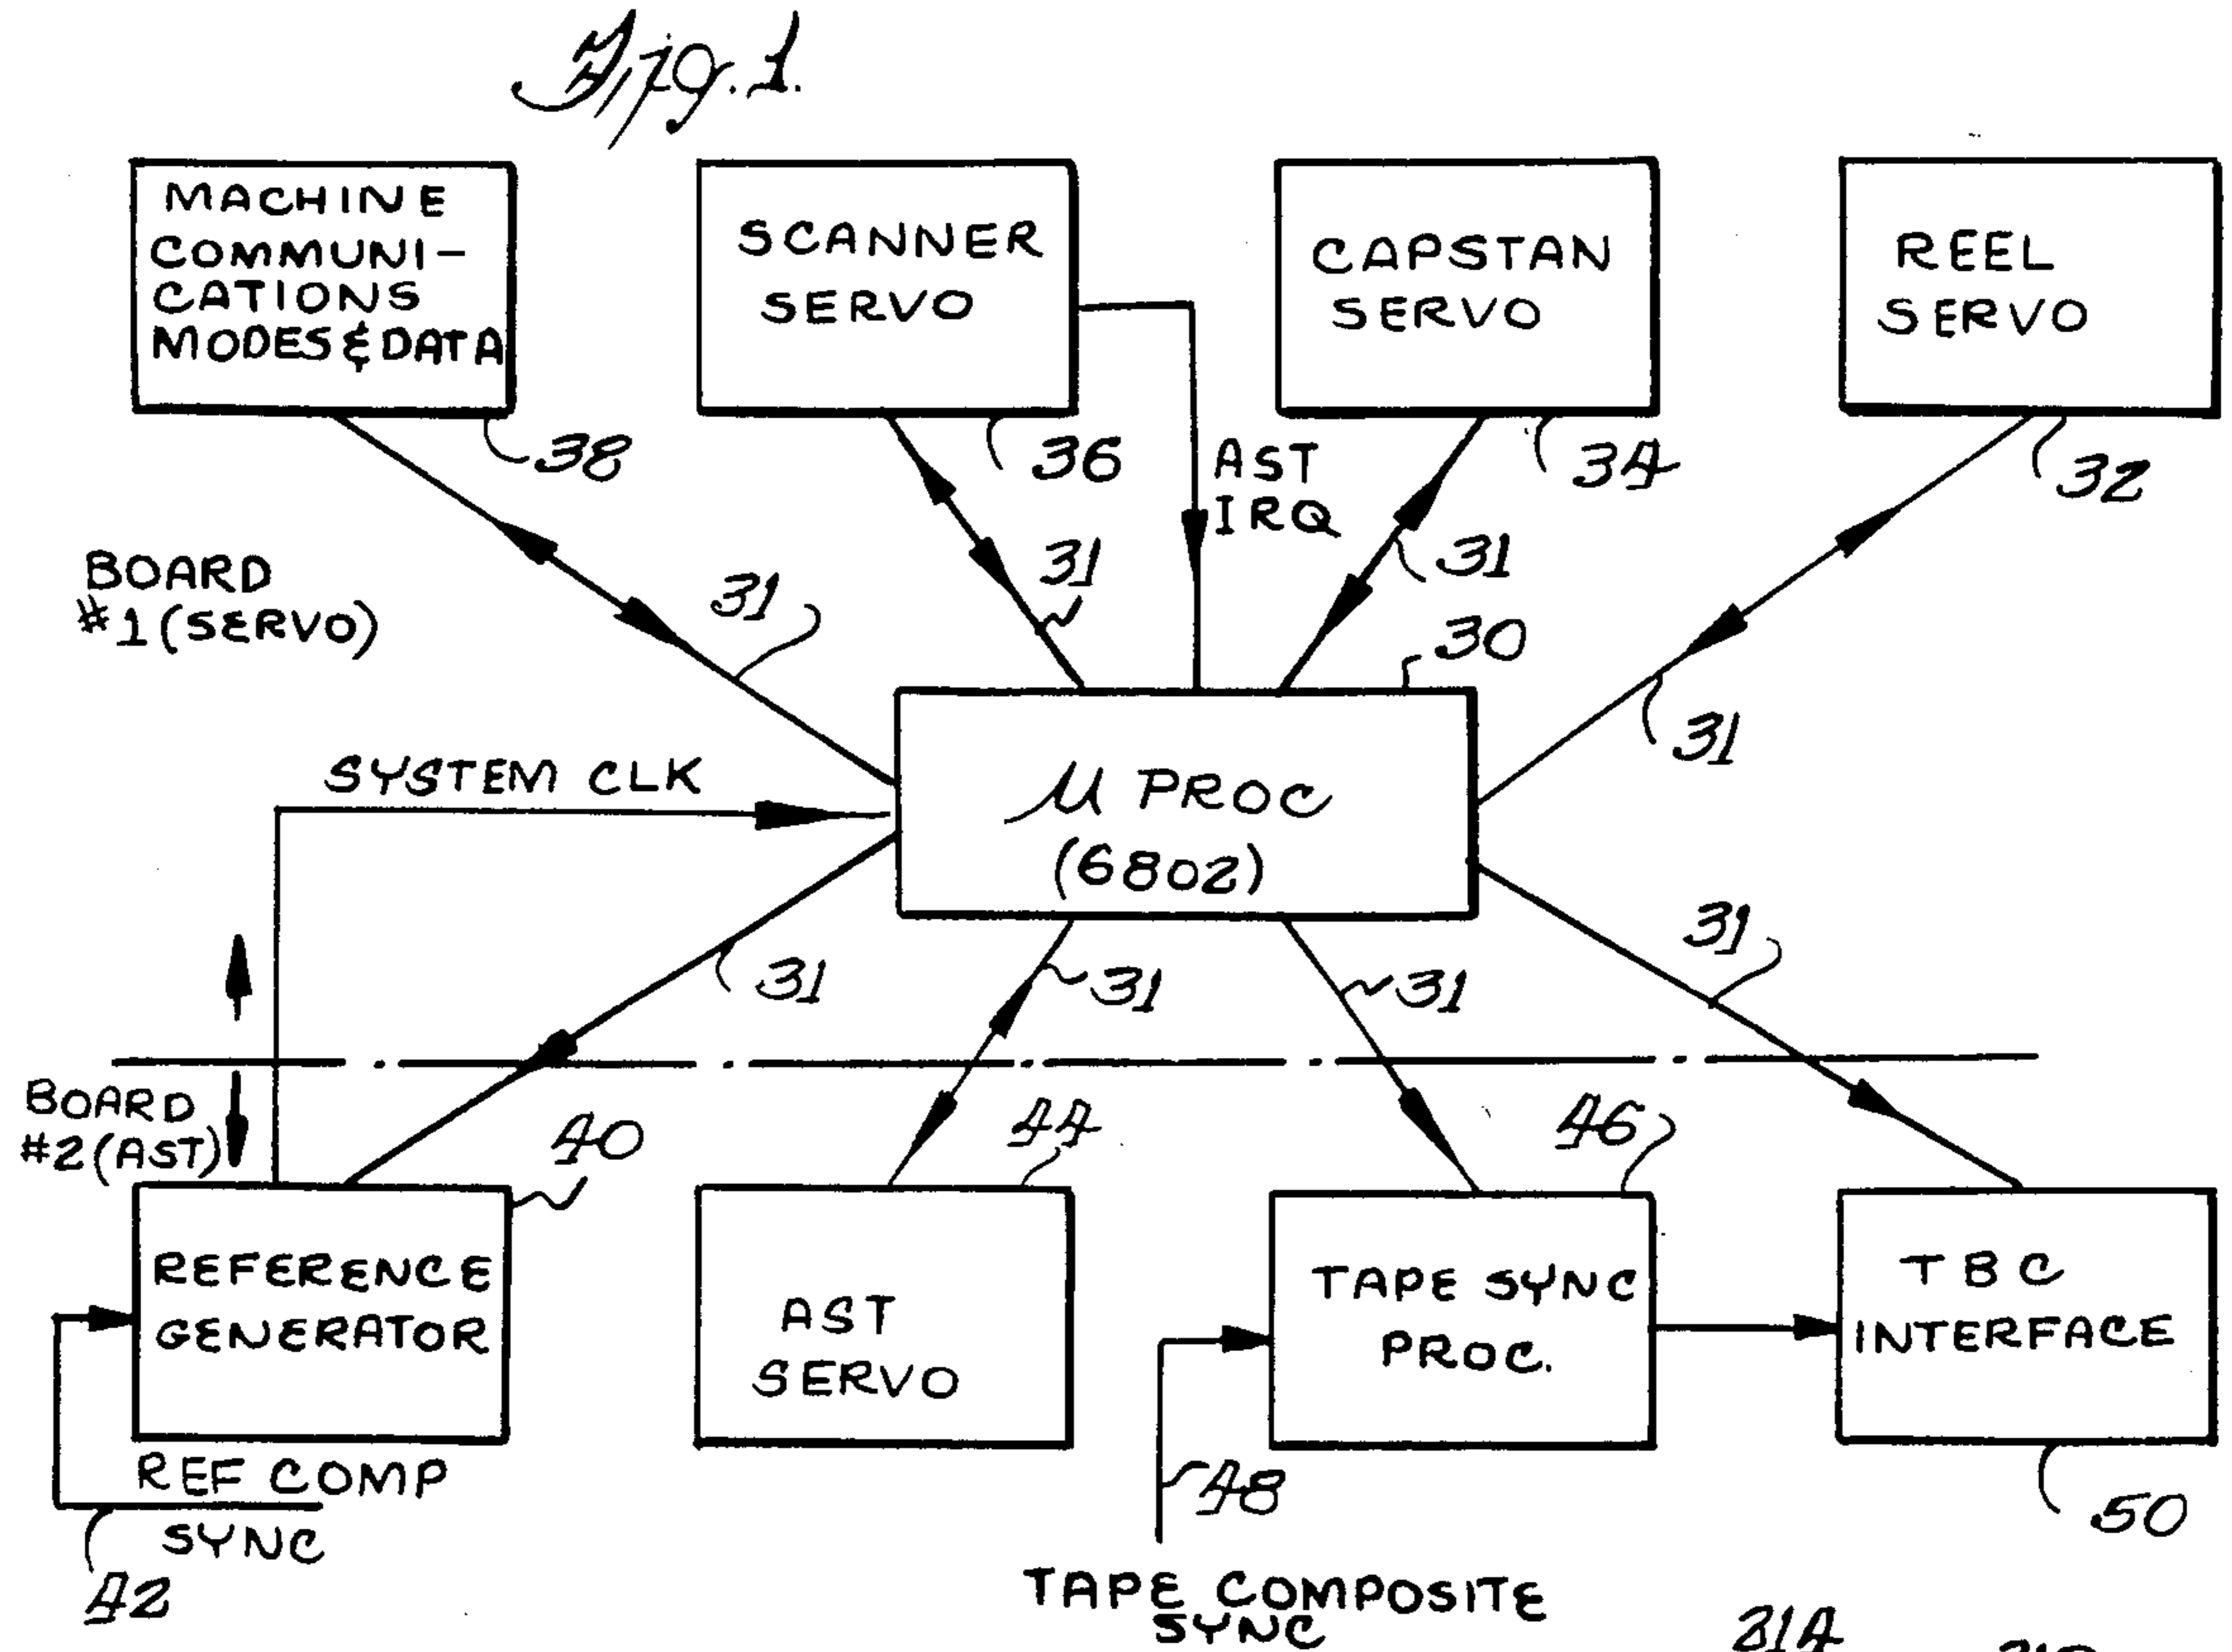 Fig. 1.
MACHINE
COMMUNI-
CATIONS
MODES & DATA
SCANNER
SERVO
CAPSTAN
SERVO
REEL
SERVO
38
36
34
32
AST
IRQ
BOARD
#1 (SERVO)
31
31
31
31
30
SYSTEM CLK
μ PROC
(6802)
31
31
31
31
BOARD
#2 (AST)
40
44
46
REFERENCE
GENERATOR
AST
SERVO
TAPE SYNC
PROC.
TBC
INTERFACE
REF COMP
SYNC
42
48
50
TAPE COMPOSITE
SYNC